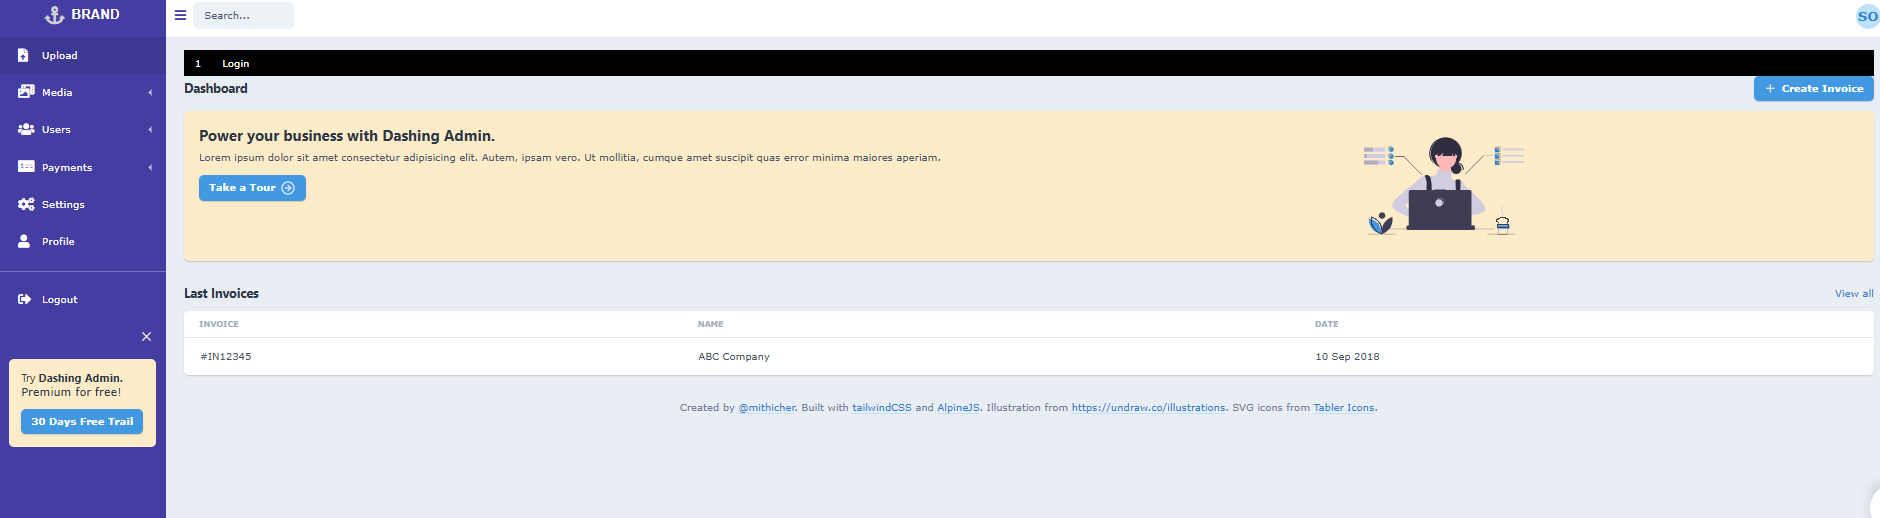 BRAND
Search...
SO
Upload
Media
Users
Payments
Settings
Profile
Logout
Try Dashing Admin.
Premium for free!
30 Days Free Trail
1 Login
Dashboard
Create Invoice
Power your business with Dashing Admin.
Lorem ipsum dolor sit amet consectetur adipisicing elit. Autem, ipsam vero. Ut mollitia, cumque amet suscipit quas error minima maiores aperiam.
Take a Tour
Last Invoices
View all
INVOICE NAME DATE
#IN12345 ABC Company 10 Sep 2018
Created by @mithicher. Built with tailwindCSS and AlpineJS. Illustration from https://undraw.co/illustrations. SVG icons from Tabler Icons.